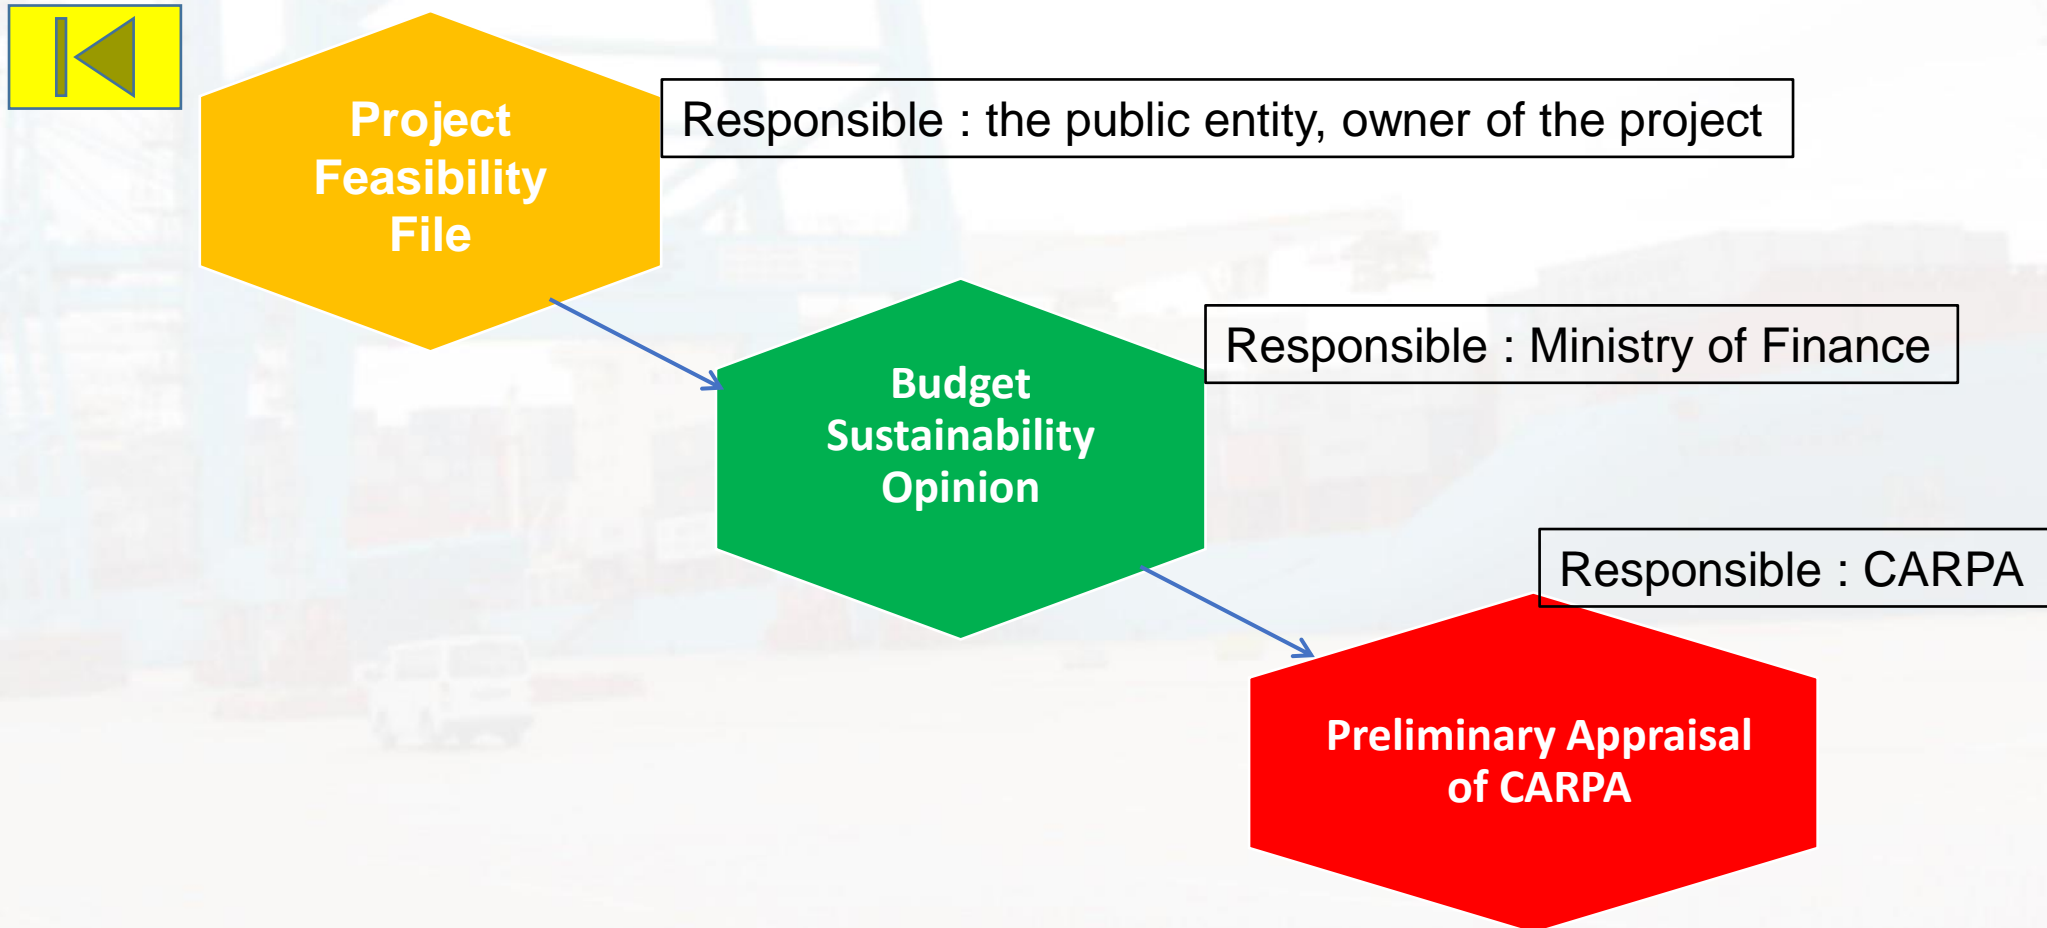 Project
Feasibility
File
Responsible : the public entity, owner of the project
Budget
Sustainability
Opinion
Responsible : Ministry of Finance
Responsible : CARPA
Preliminary Appraisal
of CARPA